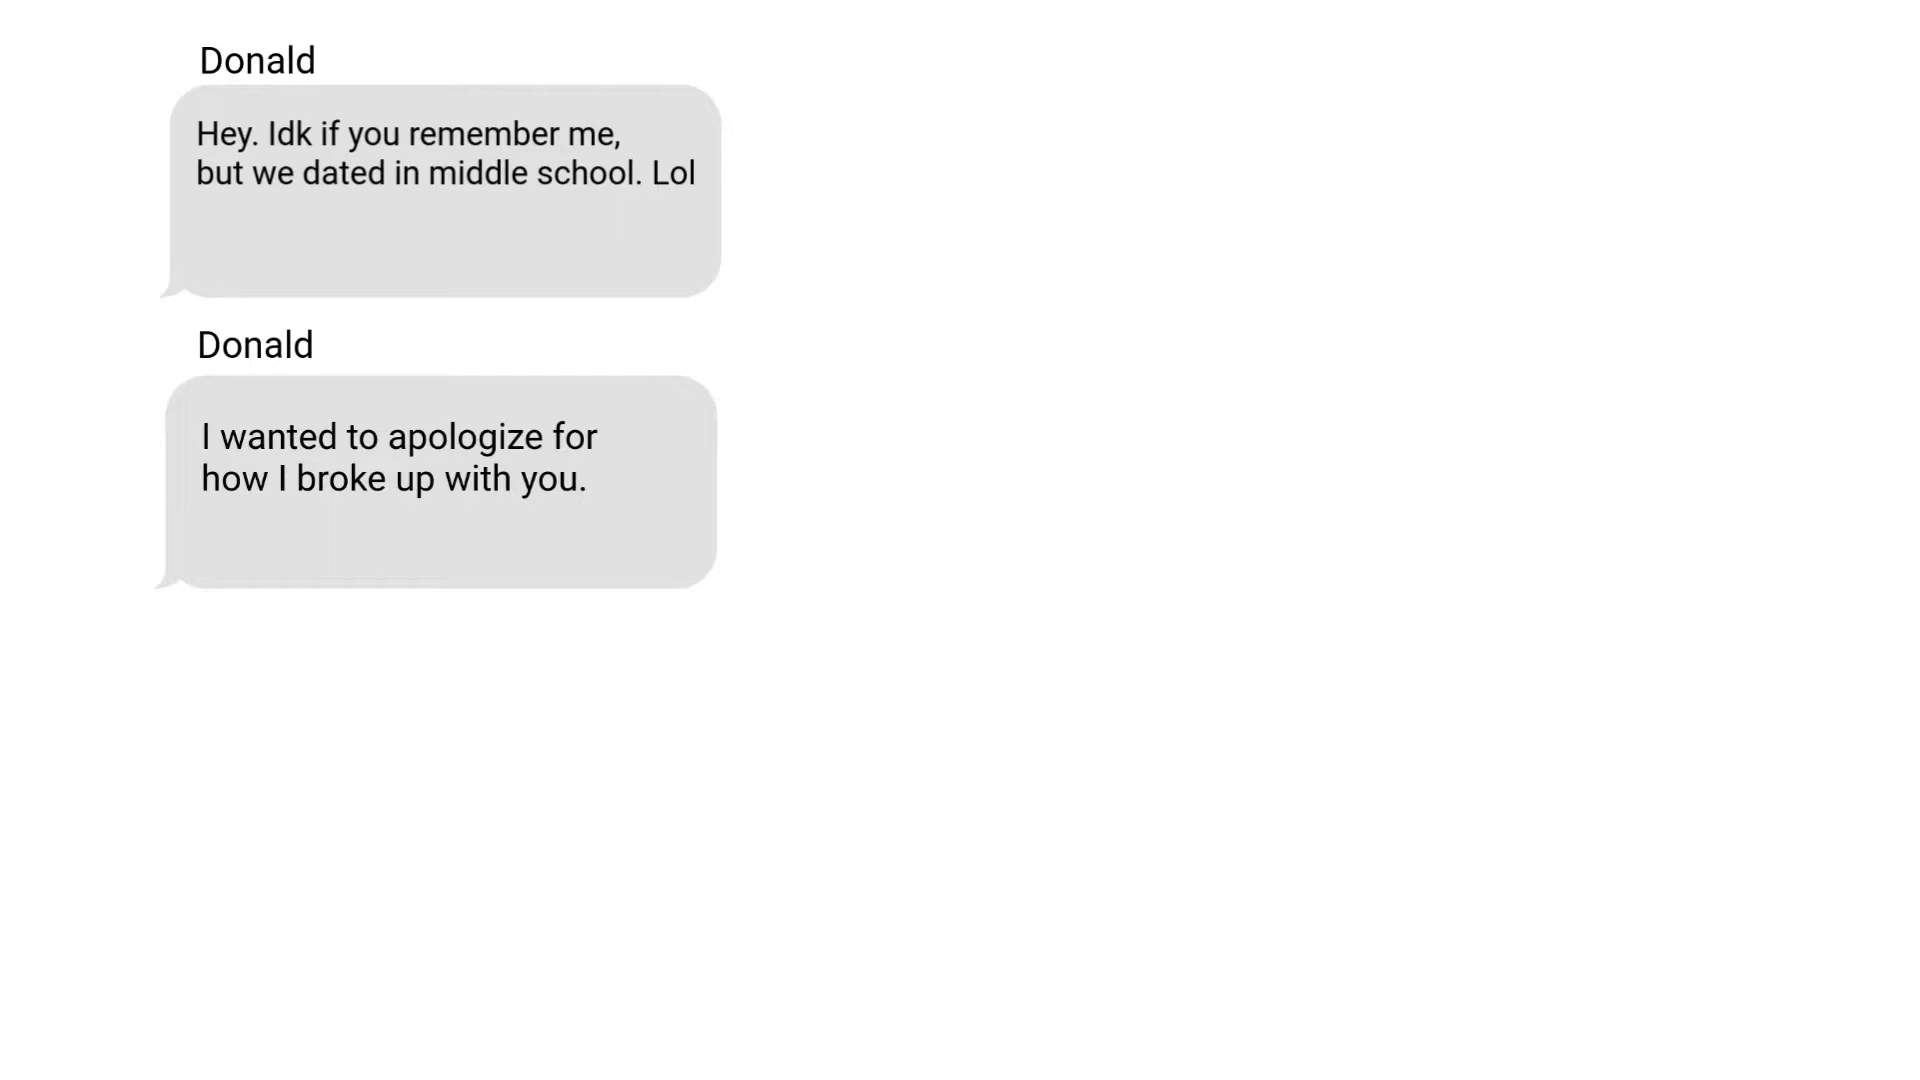 Donald
Hey. Idk if you remember me,
but we dated in middle school. Lol
Donald
I wanted to apologize for
how I broke up with you.